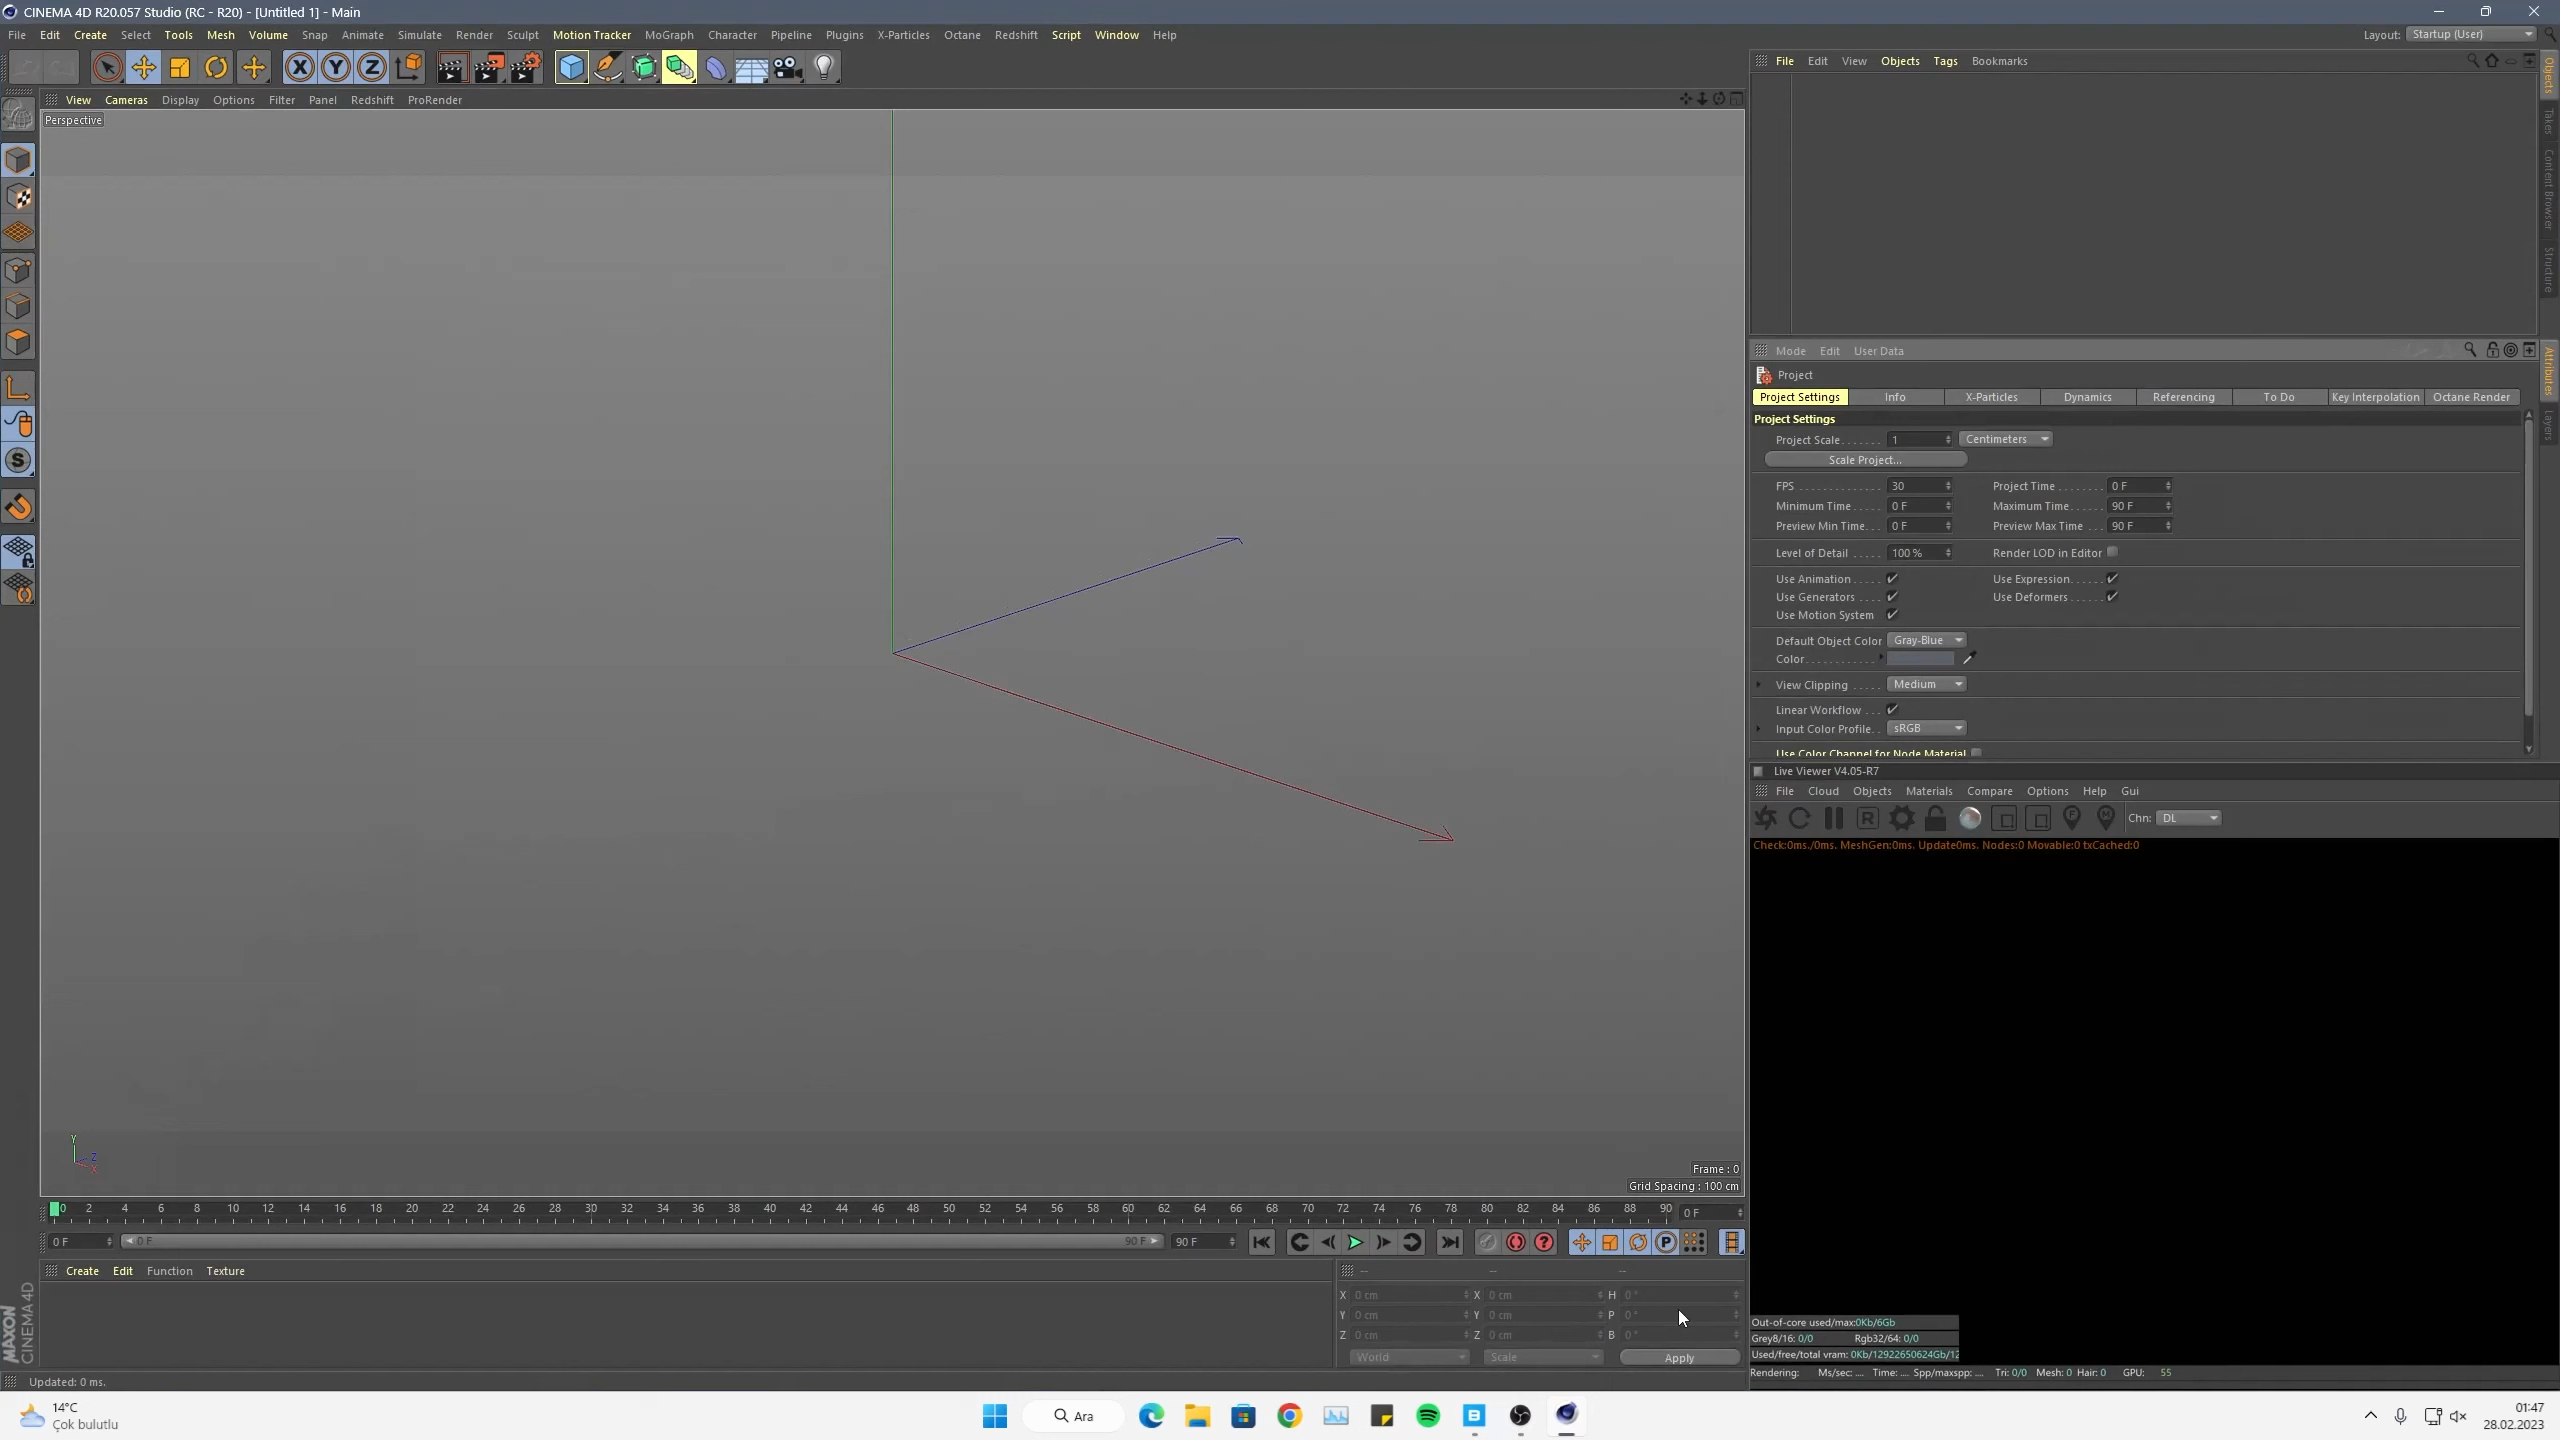 CINEMA 4D R20.057 Studio (RC - R20) - [Untitled 1] - Main
File Edit Create Select Tools Mesh Volume Snap Animate Simulate Render Sculpt Motion Tracker MoGraph Character Pipeline Plugins X-Particles Octane Redshift Script Window Help
Layout: Startup (User)
File Edit View Objects Tags Bookmarks
View Cameras Display Options Filter Panel Redshift ProRender
Perspective
Objects
Takes
Content Browser
Structure
Mode Edit User Data
Project
Project Settings Info X-Particles Dynamics Referencing To Do Key Interpolation Octane Render
Attributes
Layers
Project Settings
Project Scale....... 1 Centimeters
Scale Project...
FPS 30 Project Time 0 F
Minimum Time 0 F Maximum Time 90 F
Preview Min Time 0 F Preview Max Time 90 F
Level of Detail 100 % Render LOD in Editor
Use Animation Use Expression
Use Generators Use Deformers
Use Motion System
Default Object Color Gray-Blue
Color
View Clipping Medium
Linear Workflow
Input Color Profile sRGB
Use Color Channel for Node Material
Live Viewer V4.05-R7
File Cloud Objects Materials Compare Options Help Gui
R Chn: DL
Check:0ms./0ms. MeshGen:0ms. Update0ms. Nodes:0 Movable:0 txCached:0
Y
Z
X
Frame : 0
Grid Spacing : 100 cm
0 2 4 6 8 10 12 14 16 18 20 22 24 26 28 30 32 34 36 38 40 42 44 46 48 50 52 54 56 58 60 62 64 66 68 70 72 74 76 78 80 82 84 86 88 90 0 F
0 F 0 F 90 F 90 F
Create Edit Function Texture
X 0 cm X 0 cm H 0 °
Y 0 cm Y 0 cm P 0 °
Z 0 cm Z 0 cm B 0 °
World Scale Apply
MAXON
CINEMA 4D
Updated: 0 ms.
Out-of-core used/max:0Kb/6Gb
Grey8/16: 0/0 Rgb32/64: 0/0
Used/free/total vram: 0Kb/12922650624Gb/12
Rendering: Ms/sec: .... Time: .... Spp/maxspp: .... Tri: 0/0 Mesh: 0 Hair: 0 GPU: 55
14°C
Çok bulutlu
Ara
01:47
28.02.2023